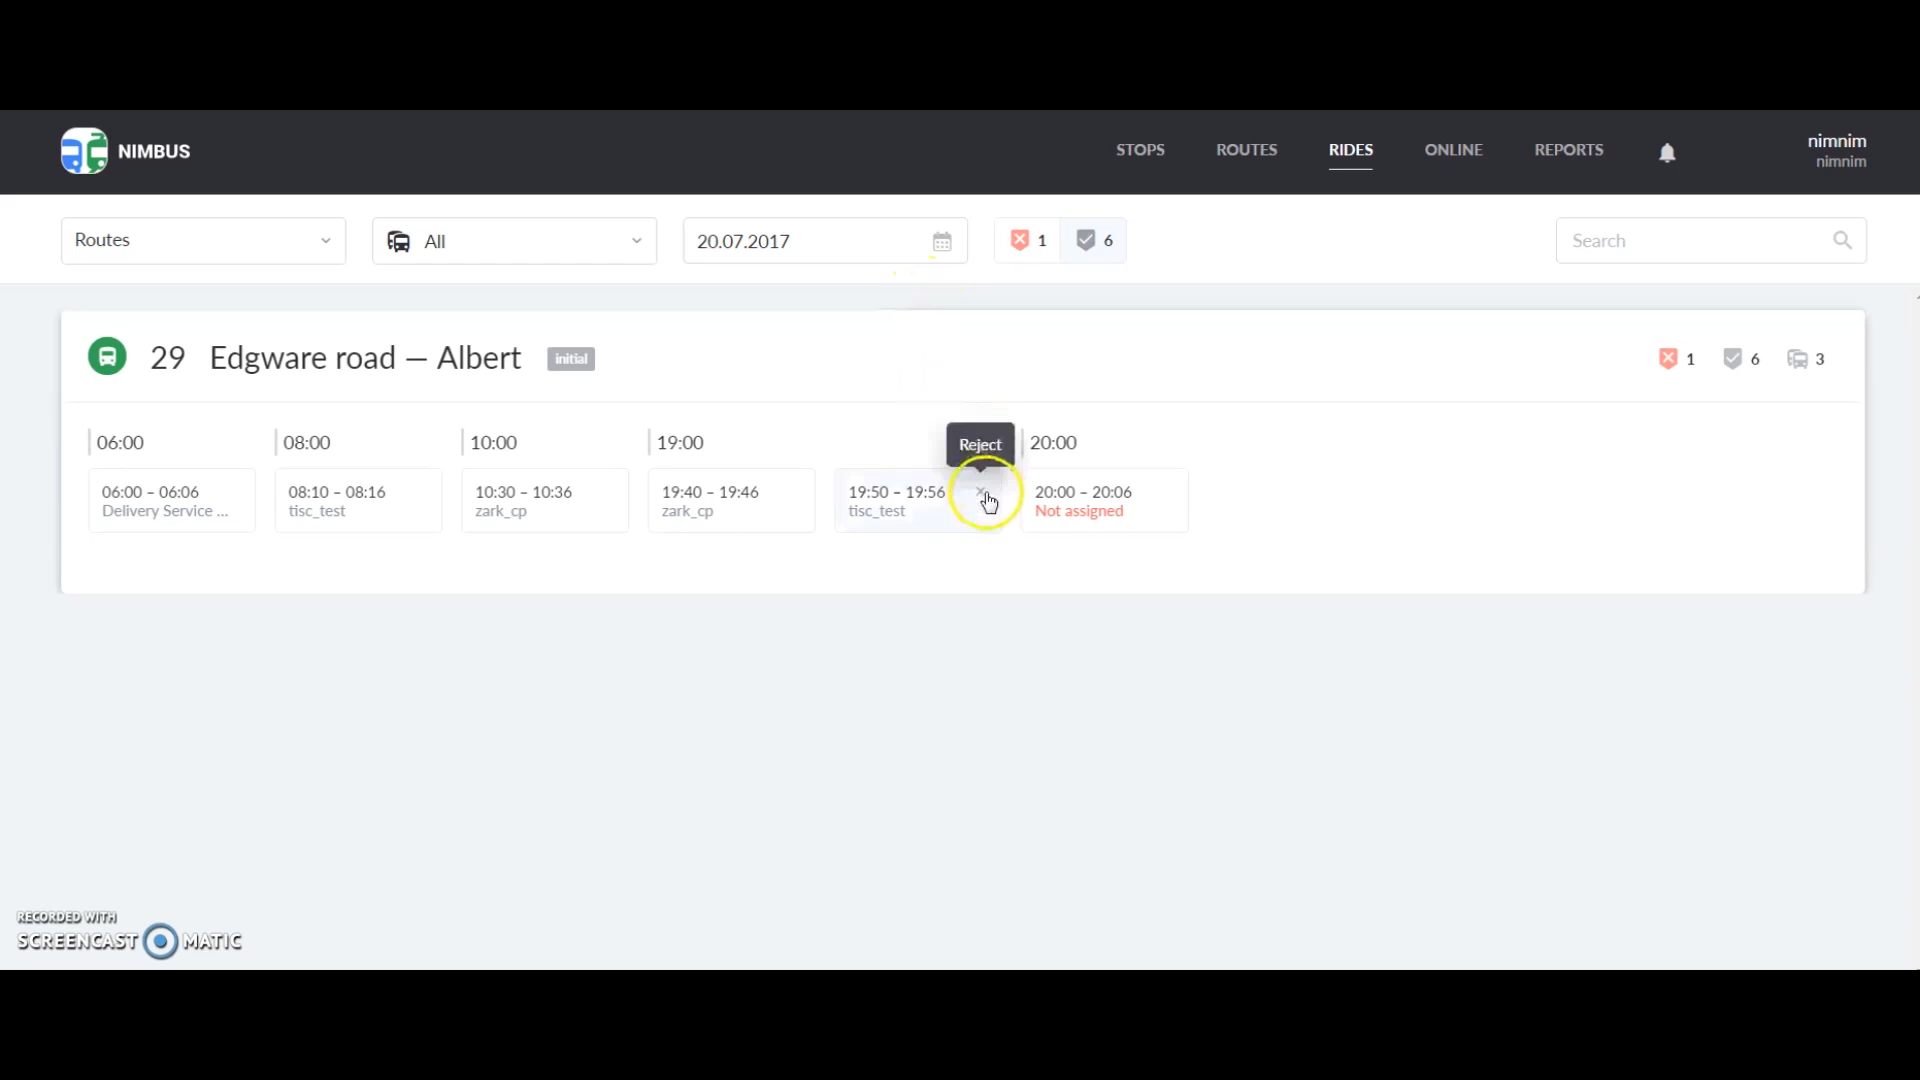 NIMBUS
STOPS
ROUTES
RIDES
ONLINE
REPORTS
nimnim
nimnim
Routes
All
20.07.2017
1
6
Search
29 Edgware road — Albert initial
1
6
3
06:00
08:00
10:00
19:00
Reject
20:00
06:00 – 06:06
Delivery Service ...
08:10 – 08:16
tisc_test
10:30 – 10:36
zark_cp
19:40 – 19:46
zark_cp
19:50 – 19:56
tisc_test
20:00 – 20:06
Not assigned
RECORDED WITH
SCREENCAST MATIC